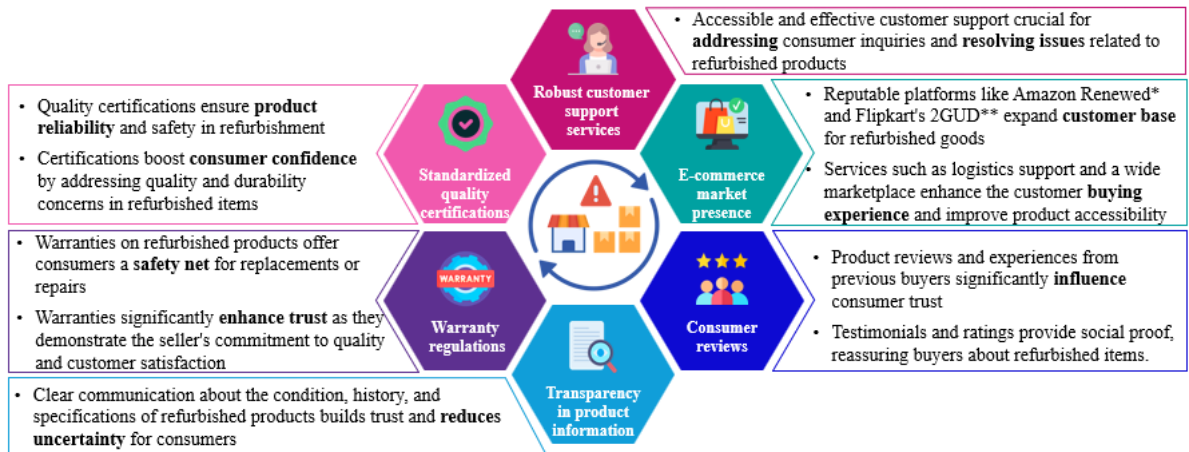 • Accessible and effective customer support crucial for
addressing consumer inquiries and resolving issues related to
refurbished products
Robust customer
support
services
• Quality certifications ensure product
reliability and safety in refurbishment
• Certifications boost consumer confidence
by addressing quality and durability
concerns in refurbished items
Standardized
quality
certifications
• Reputable platforms like Amazon Renewed*
and Flipkart's 2GUD** expand customer base
for refurbished goods
• Services such as logistics support and a wide
marketplace enhance the customer buying
experience and improve product accessibility
E-commerce
market
presence
• Warranties on refurbished products offer
consumers a safety net for replacements or
repairs
• Warranties significantly enhance trust as they
demonstrate the seller's commitment to quality
and customer satisfaction
WARRANTY
Warranty
regulations
• Product reviews and experiences from
previous buyers significantly influence
consumer trust
• Testimonials and ratings provide social proof,
reassuring buyers about refurbished items.
Consumer
reviews
• Clear communication about the condition, history, and
specifications of refurbished products builds trust and reduces
uncertainty for consumers
Transparency
in product
information